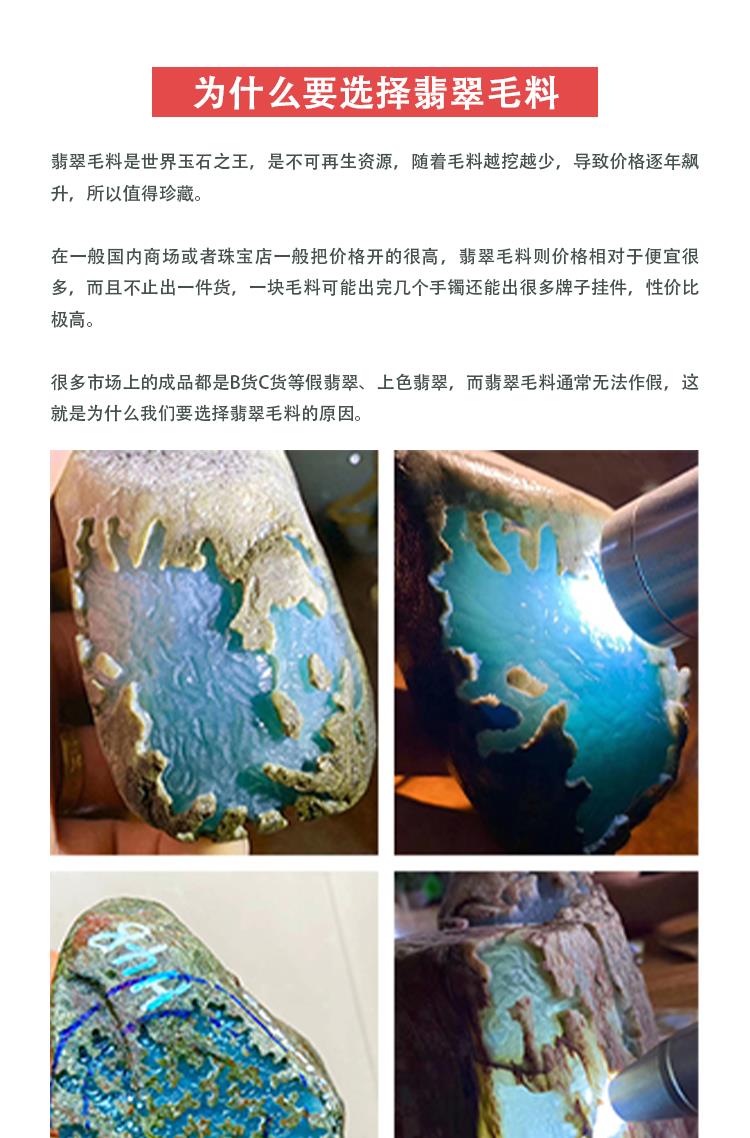 为什么要选择翡翠毛料
翡翠毛料是世界玉石之王，是不可再生资源，随着毛料越挖越少，导致价格逐年飙
升，所以值得珍藏。
在一般国内商场或者珠宝店一般把价格开的很高，翡翠毛料则价格相对于便宜很
多，而且不止出一件货，一块毛料可能出完几个手镯还能出很多牌子挂件，性价比
极高。
很多市场上的成品都是B货C货等假翡翠、上色翡翠，而翡翠毛料通常无法作假，这
就是为什么我们要选择翡翠毛料的原因。